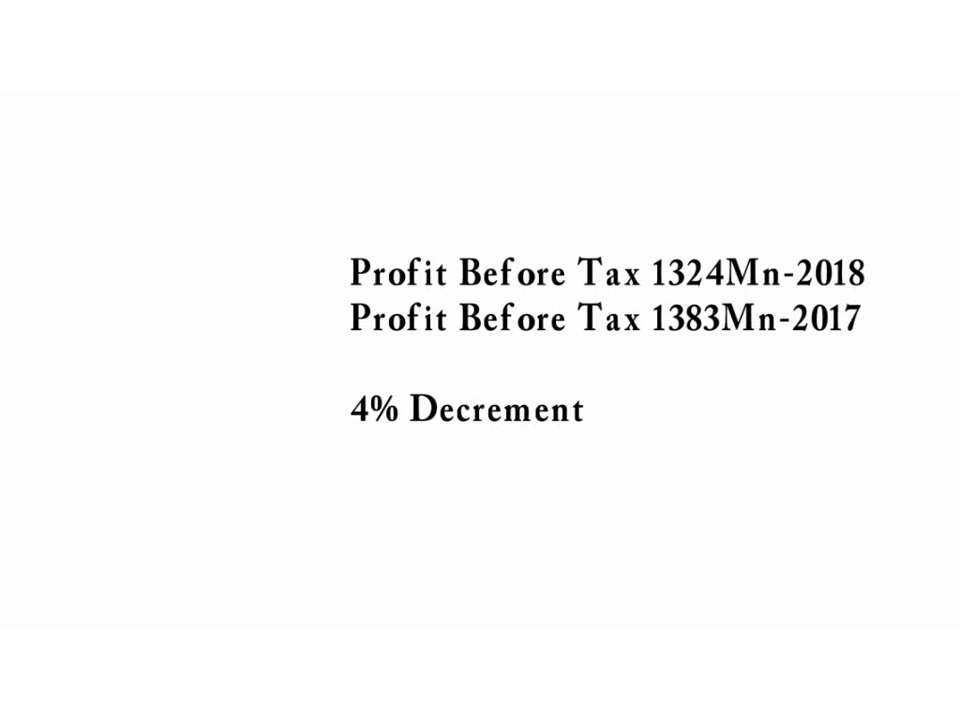 Profit Before Tax 1324Mn-2018
Profit Before Tax 1383Mn-2017
4% Decrement